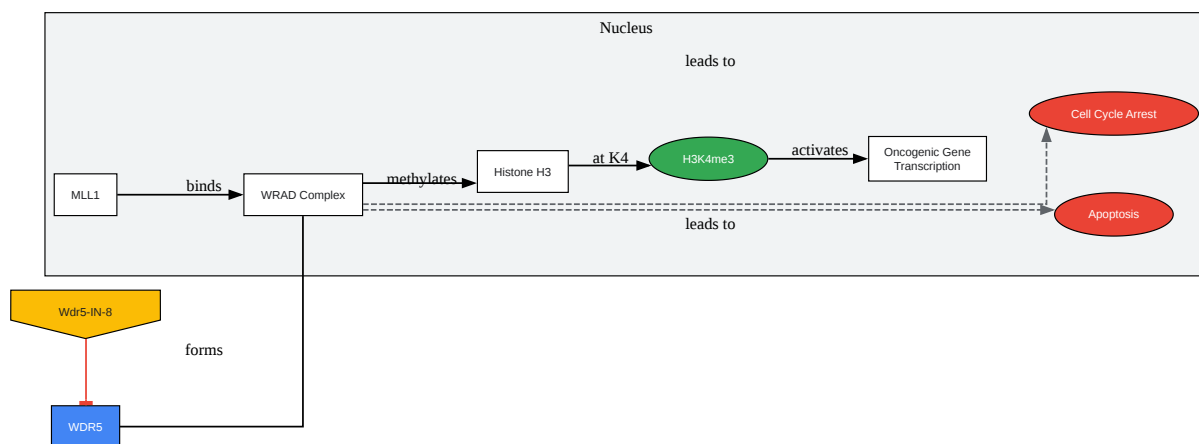 Nucleus
leads to
Cell Cycle Arrest
activates
Oncogenic Gene
Transcription
H3K4me3
at K4
Histone H3
methylates
binds
MLL1
WRAD Complex
Apoptosis
leads to
Wdr5-IN-8
forms
WDR5